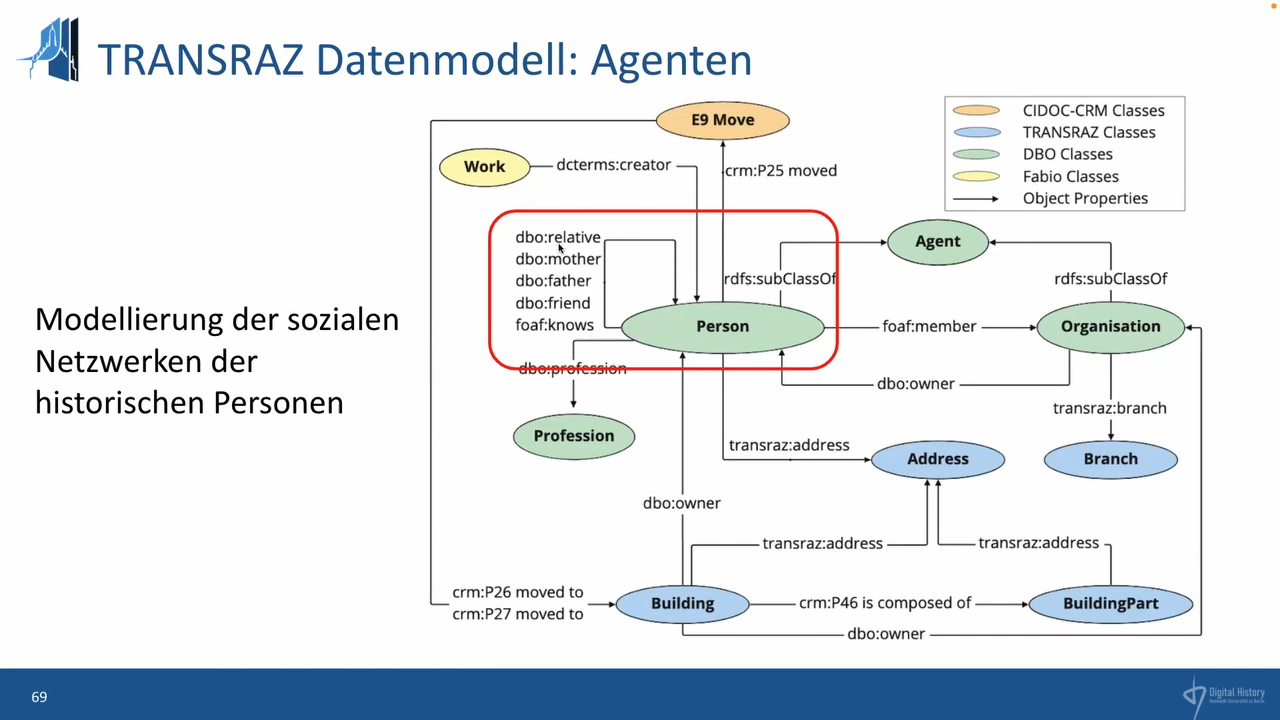 TRANSRAZ Datenmodell: Agenten
E9 Move
CIDOC-CRM Classes
TRANSRAZ Classes
DBO Classes
Fabio Classes
Object Properties
Work
dcterms:creator
crm:P25 moved
dbo:relative
dbo:mother
dbo:father
dbo:friend
foaf:knows
Agent
rdfs:subClassOf
rdfs:subClassOf
Modellierung der sozialen
Netzwerken der
historischen Personen
Person
foaf:member
Organisation
dbo:profession
dbo:owner
transraz:branch
Profession
transraz:address
Address
Branch
dbo:owner
transraz:address
transraz:address
crm:P26 moved to
crm:P27 moved to
Building
crm:P46 is composed of
BuildingPart
dbo:owner
69
Digital History
Humboldt-Universität zu Berlin